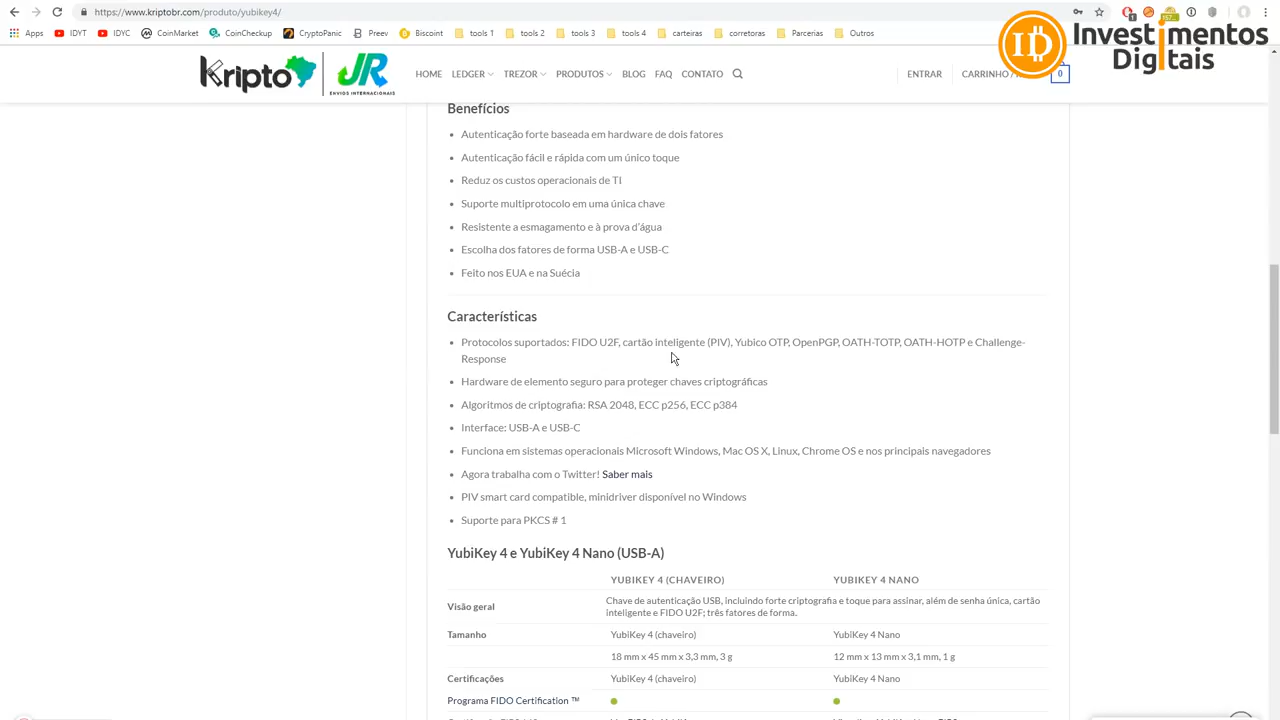 https://www.kriptobr.com/produto/yubikey4/
Apps IDYT IDYC CoinMarket CoinCheckup CryptoPanic Preev Biscoint tools 1 tools 2 tools 3 tools 4 carteiras corretoras Parcerias Outros
Investimentos
Digitais
Kripto JR
ENVIOS INTERNACIONAIS
HOME LEDGER TREZOR PRODUTOS BLOG FAQ CONTATO ENTRAR CARRINHO / 0
Benefícios
Autenticação forte baseada em hardware de dois fatores
Autenticação fácil e rápida com um único toque
Reduz os custos operacionais de TI
Suporte multiprotocolo em uma única chave
Resistente a esmagamento e à prova d'água
Escolha dos fatores de forma USB-A e USB-C
Feito nos EUA e na Suécia
Características
Protocolos suportados: FIDO U2F, cartão inteligente (PIV), Yubico OTP, OpenPGP, OATH-TOTP, OATH-HOTP e Challenge-
Response
Hardware de elemento seguro para proteger chaves criptográficas
Algoritmos de criptografia: RSA 2048, ECC p256, ECC p384
Interface: USB-A e USB-C
Funciona em sistemas operacionais Microsoft Windows, Mac OS X, Linux, Chrome OS e nos principais navegadores
Agora trabalha com o Twitter! Saber mais
PIV smart card compatible, minidriver disponível no Windows
Suporte para PKCS # 1
YubiKey 4 e YubiKey 4 Nano (USB-A)
YUBIKEY 4 (CHAVEIRO) YUBIKEY 4 NANO
Visão geral Chave de autenticação USB, incluindo forte criptografia e toque para assinar, além de senha única, cartão
inteligente e FIDO U2F; três fatores de forma.
Tamanho YubiKey 4 (chaveiro) YubiKey 4 Nano
18 mm x 45 mm x 3,3 mm, 3 g 12 mm x 13 mm x 3,1 mm, 1 g
Certificações YubiKey 4 (chaveiro) YubiKey 4 Nano
Programa FIDO Certification ™